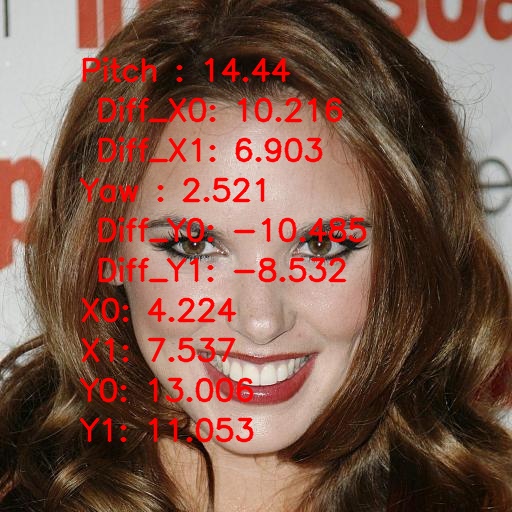 soa
Pitch : 14.44
Diff_X0: 10.216
Diff_X1: 6.903
Yaw : 2.521
Diff_Y0: -10.485
Diff_Y1: -8.532
X0: 4.224
X1: 7.537
Y0: 13.006
Y1: 11.053